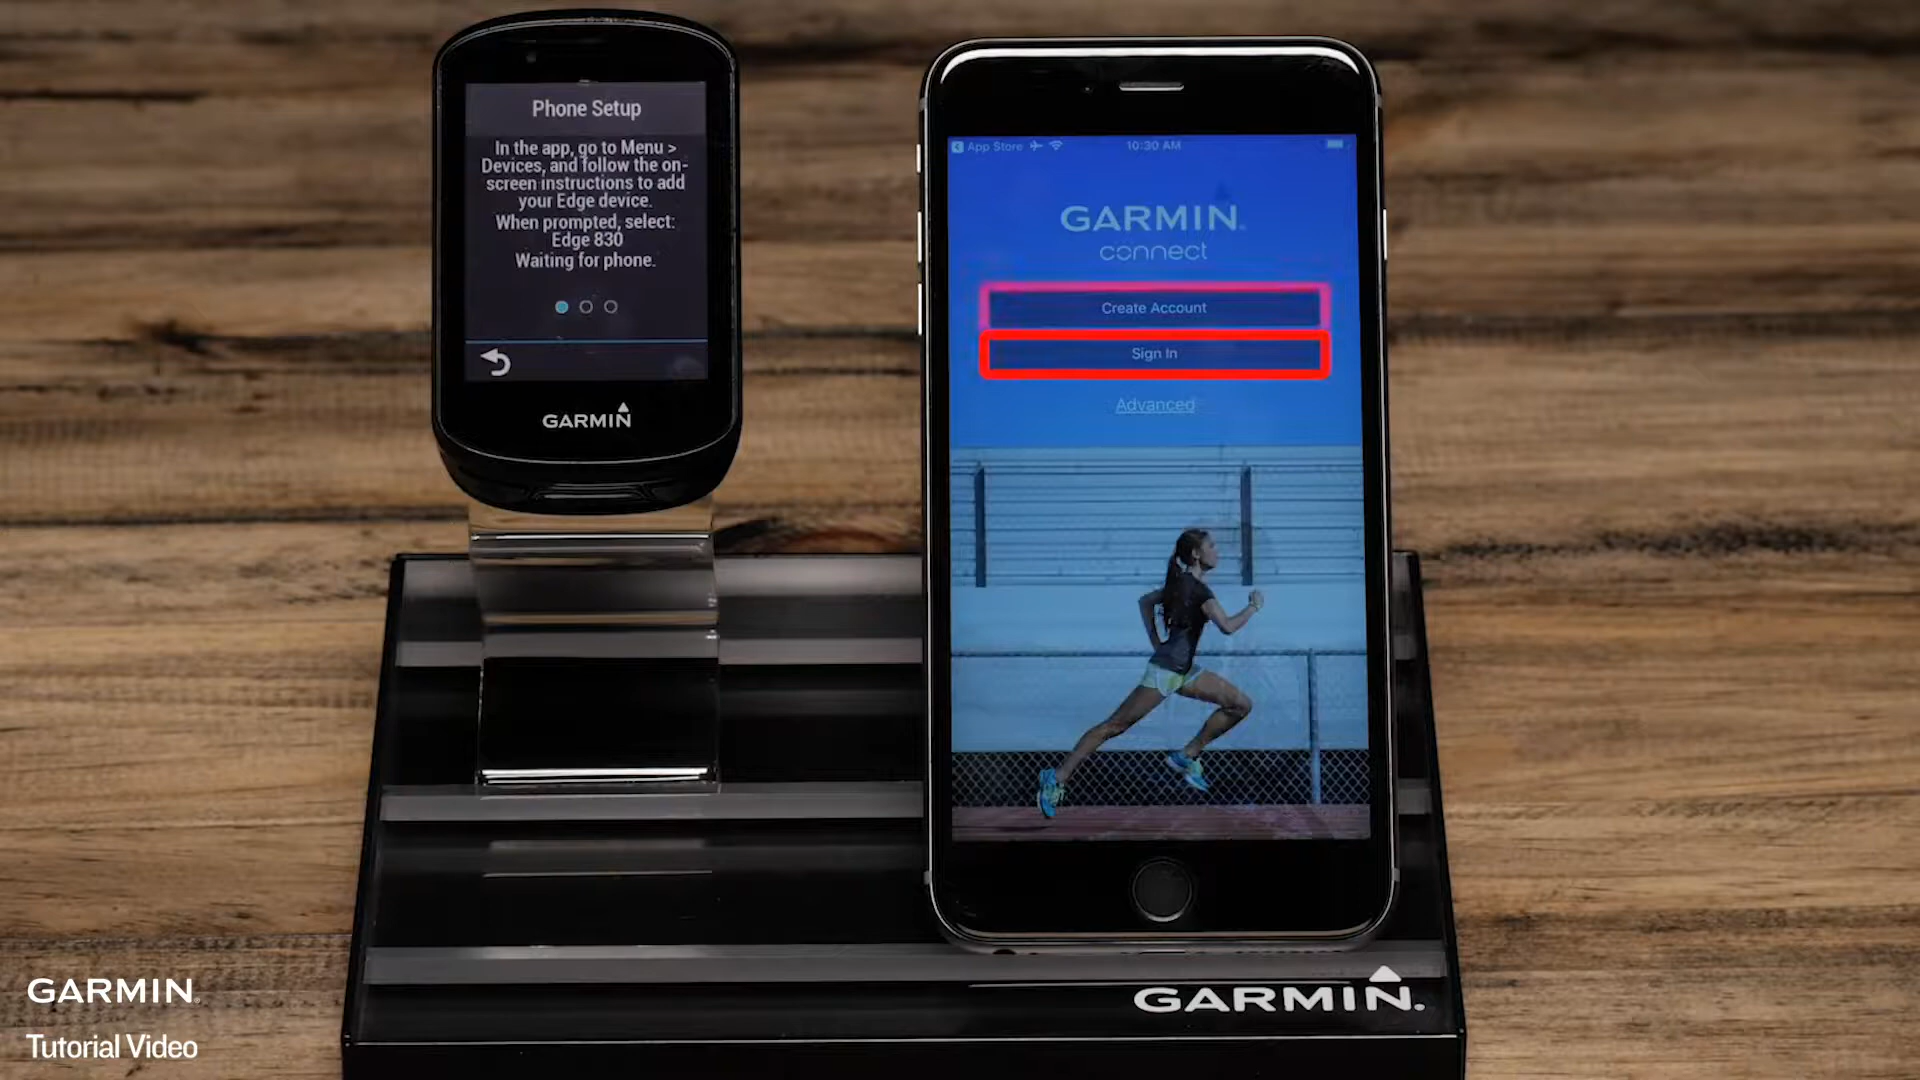 Phone Setup
In the app, go to Menu >
Devices, and follow the on-
screen instructions to add
your Edge device.
When prompted, select:
Edge 830
Waiting for phone.
GARMIN
App Store
10:30 AM
GARMIN
connect
Create Account
Sign In
Advanced
GARMIN
GARMIN
Tutorial Video